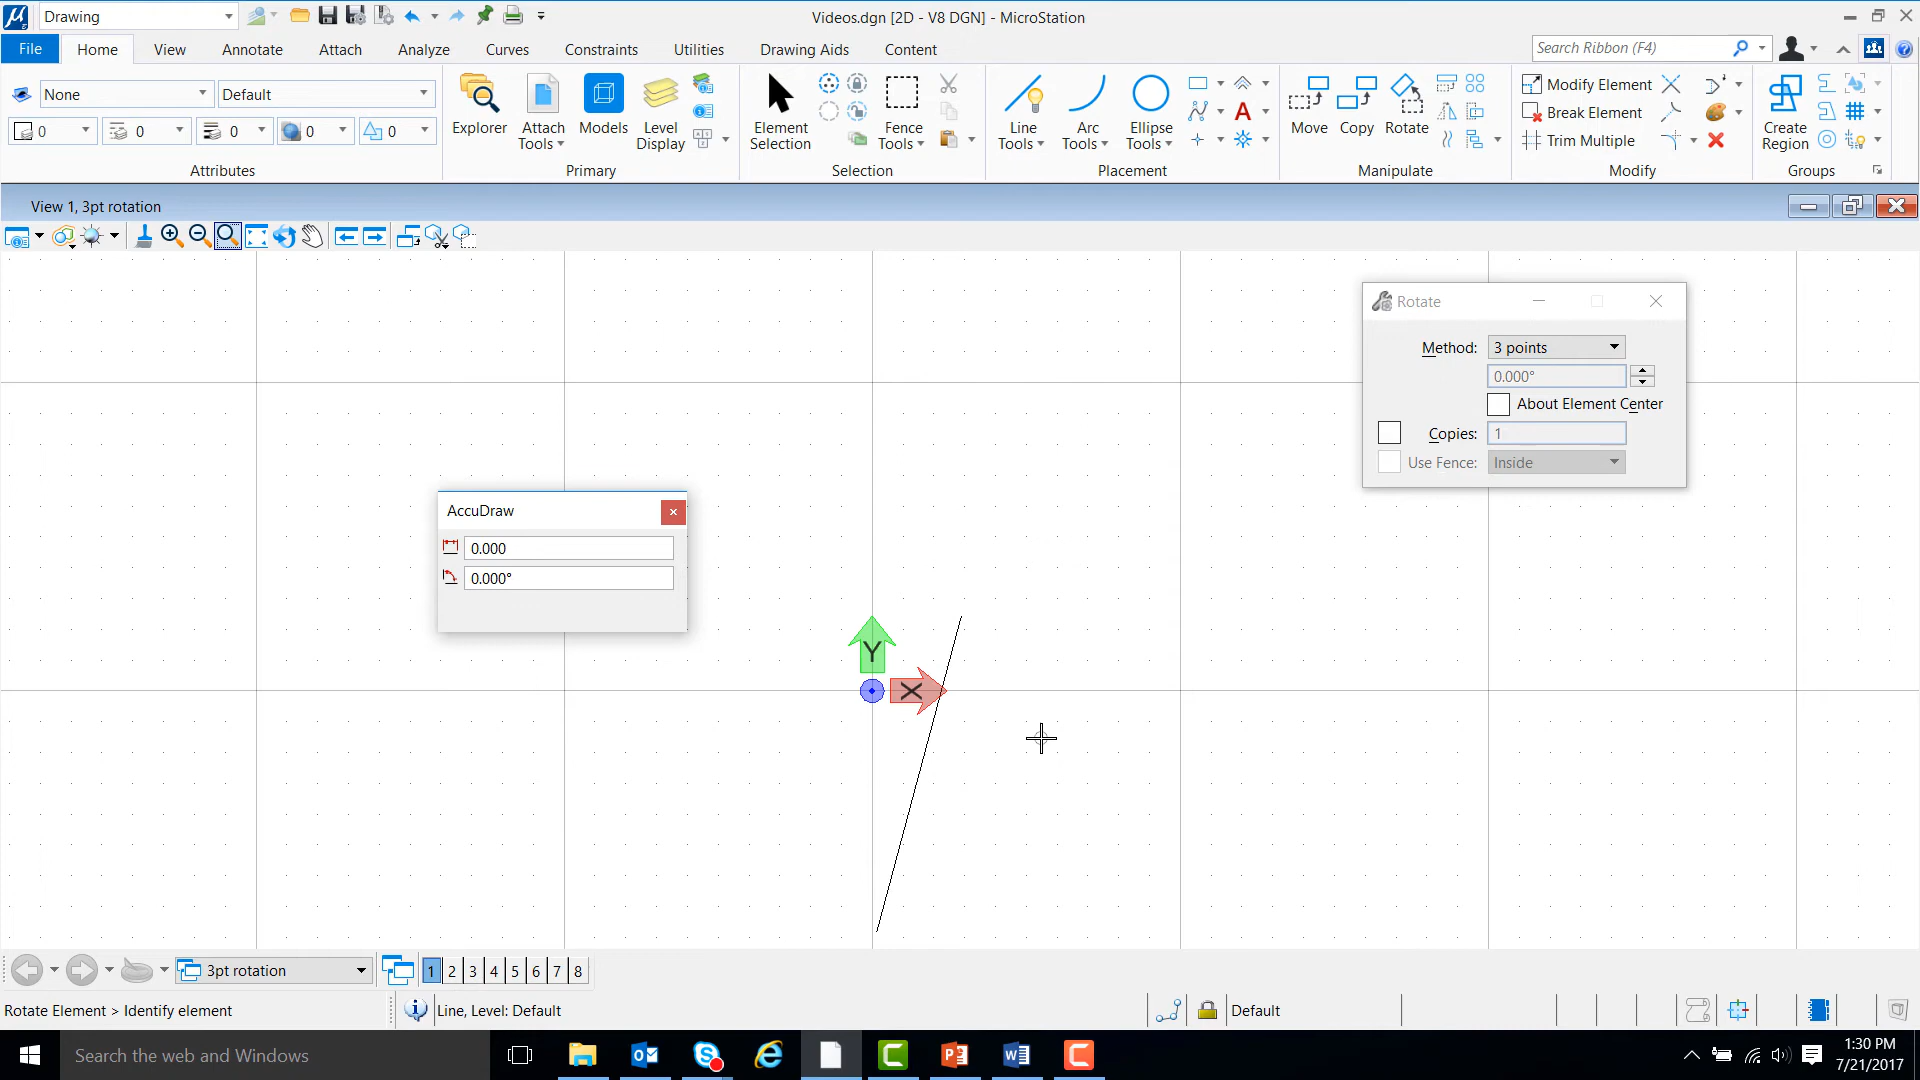 Drawing
Videos.dgn [2D - V8 DGN] - MicroStation
File
Home
View
Annotate
Attach
Analyze
Curves
Constraints
Utilities
Drawing Aids
Content
Search Ribbon (F4)
None
Default
0
0
0
0
0
Attributes
Explorer
Attach
Tools
Models
Level
Display
Primary
Element
Selection
Fence
Tools
Selection
Line
Tools
Arc
Tools
Ellipse
Tools
A
Placement
Move
Copy
Rotate
Manipulate
Modify Element
Break Element
Trim Multiple
Modify
Create
Region
Groups
View 1, 3pt rotation
Rotate
Method: 3 points
0.000°
About Element Center
Copies: 1
Use Fence: Inside
AccuDraw
0.000
0.000°
Y
X
3pt rotation
1 2 3 4 5 6 7 8
Rotate Element > Identify element
Line, Level: Default
Default
Search the web and Windows
1:30 PM
7/21/2017